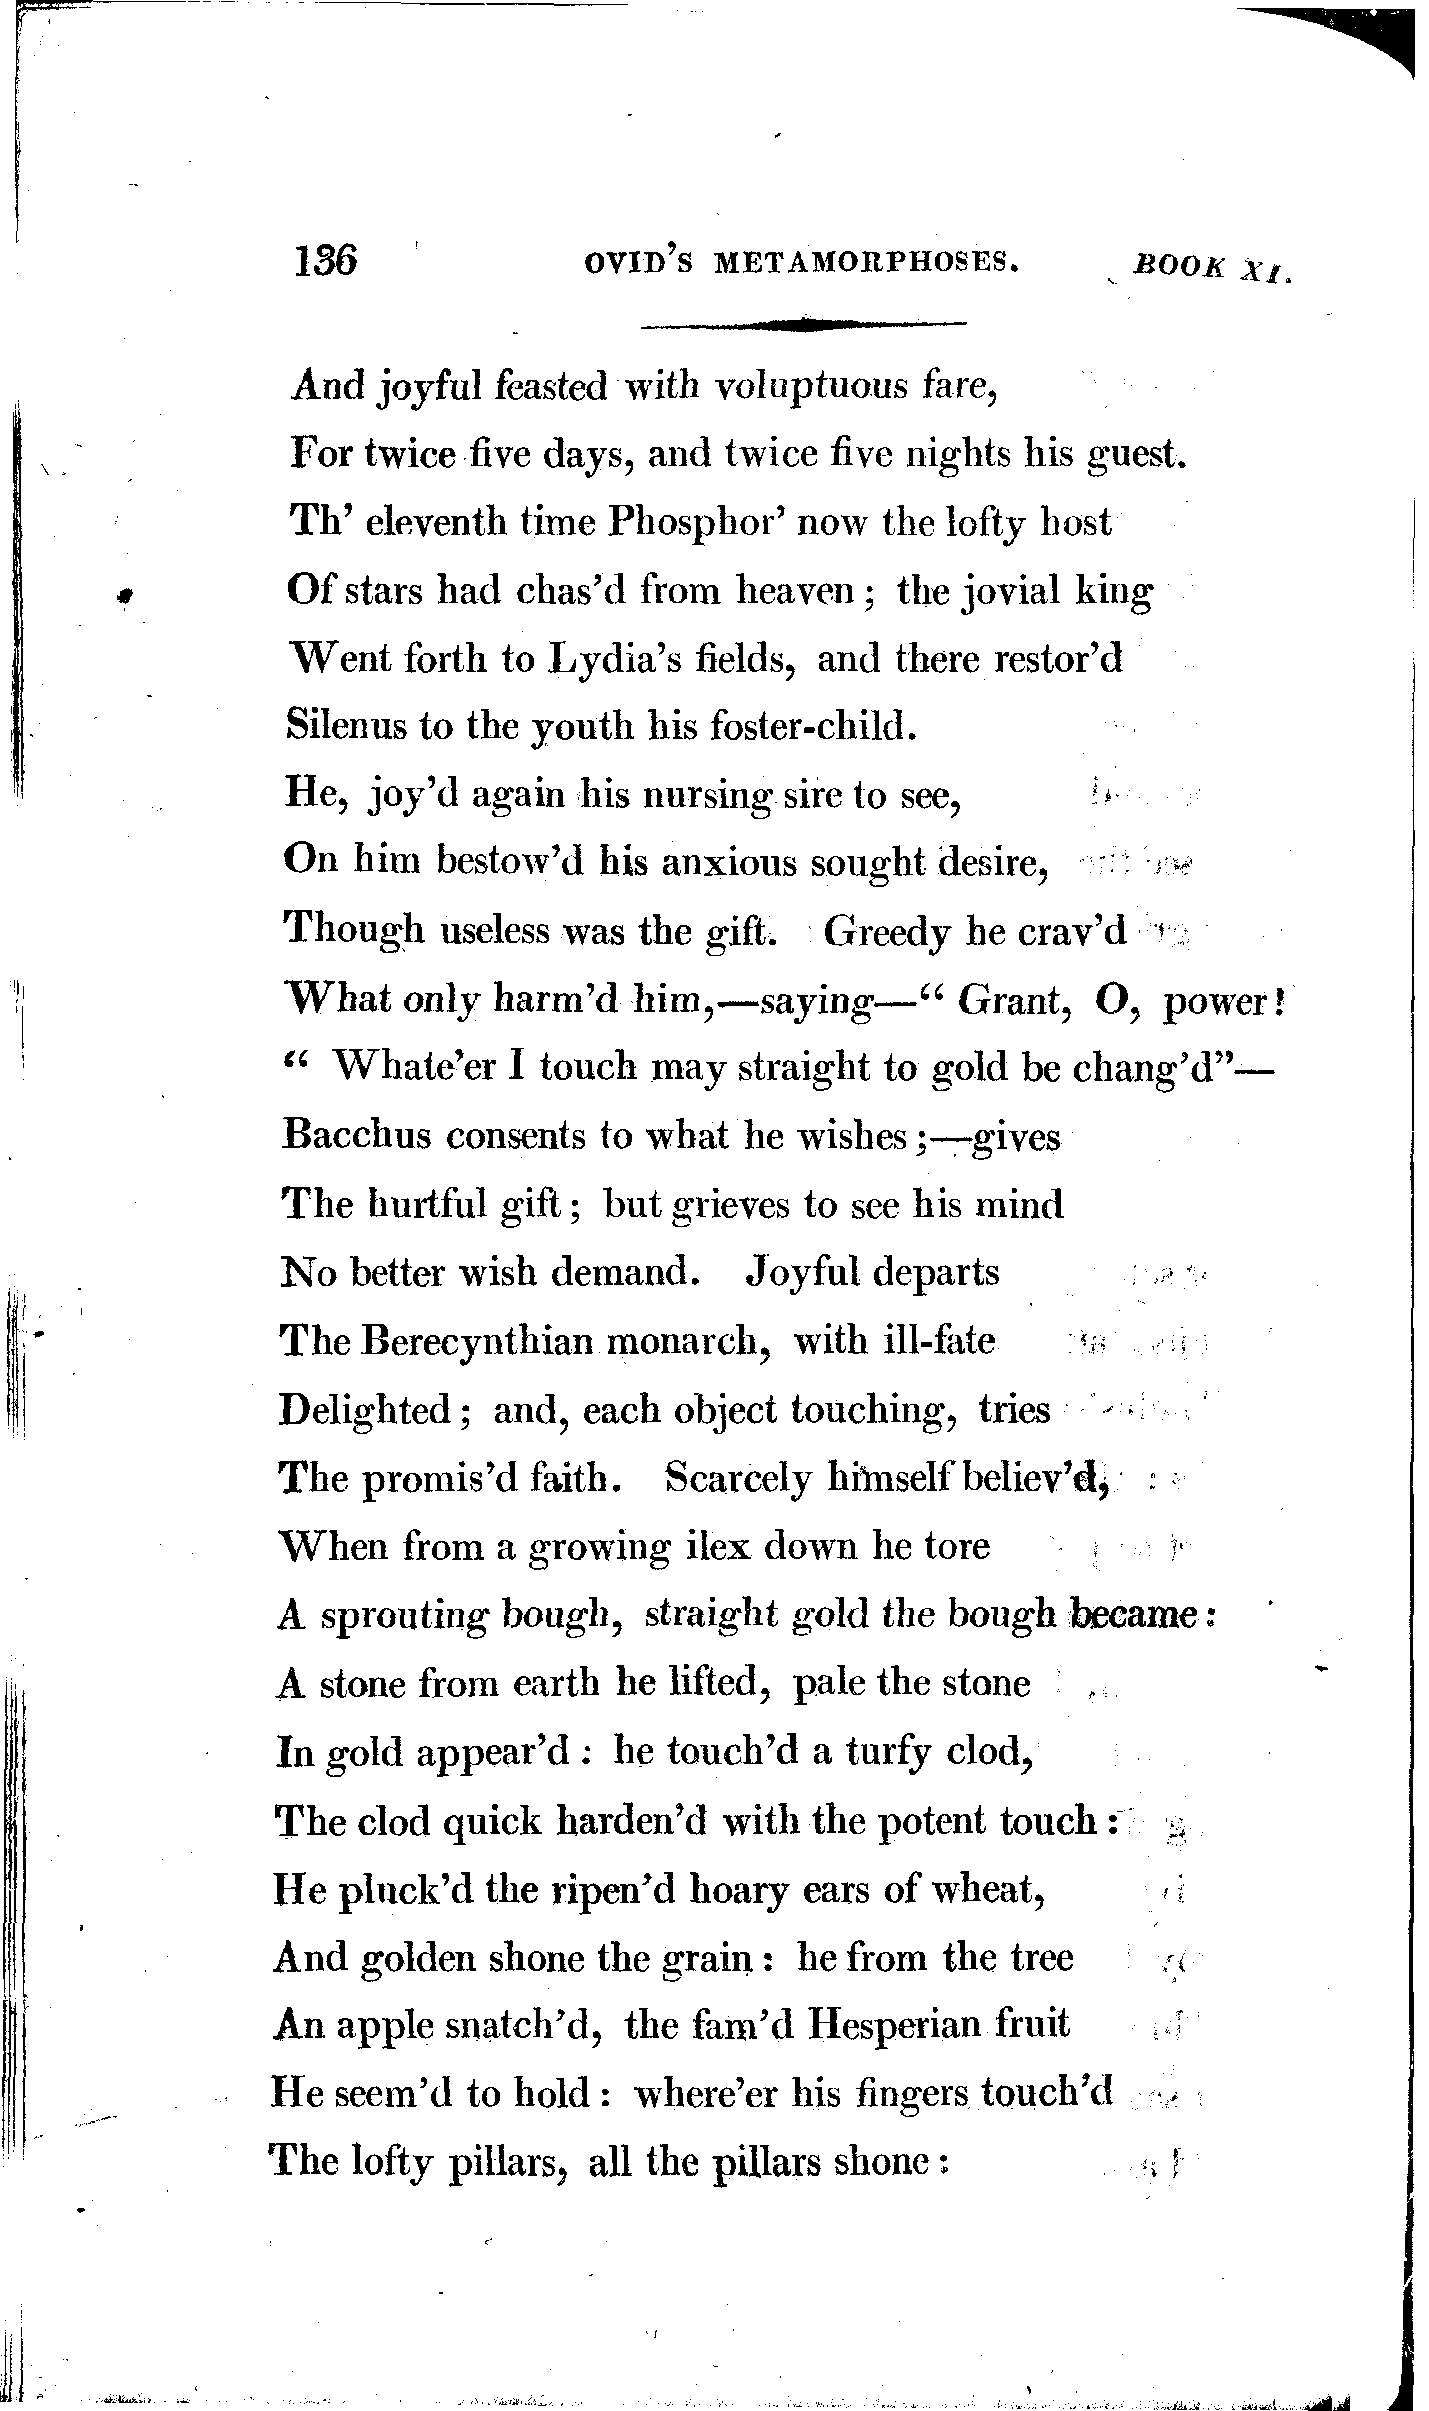 136 OVID'S METAMORPHOSES. BOOK XI.
And joyful feasted with voluptuous fare,
For twice five days, and twice five nights his guest.
Th' eleventh time Phosphor' now the lofty host
Of stars had chas'd from heaven; the jovial king
Went forth to Lydia's fields, and there restor'd
Silenus to the youth his foster-child.
He, joy'd again his nursing sire to see,
On him bestow'd his anxious sought desire,
Though useless was the gift. Greedy he crav'd
What only harm'd him,—saying—“ Grant, O, power!
“ Whate'er I touch may straight to gold be chang'd”—
Bacchus consents to what he wishes;—gives
The hurtful gift; but grieves to see his mind
No better wish demand. Joyful departs
The Berecynthian monarch, with ill-fate
Delighted; and, each object touching, tries
The promis'd faith. Scarcely himself believ'd,
When from a growing ilex down he tore
A sprouting bough, straight gold the bough became:
A stone from earth he lifted, pale the stone
In gold appear'd: he touch'd a turfy clod,
The clod quick harden'd with the potent touch:
He pluck'd the ripen'd hoary ears of wheat,
And golden shone the grain: he from the tree
An apple snatch'd, the fam'd Hesperian fruit
He seem'd to hold: where'er his fingers touch'd
The lofty pillars, all the pillars shone: